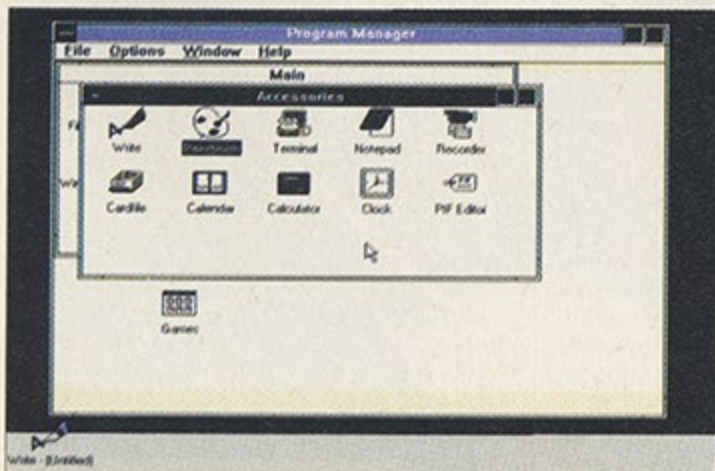 Program Manager
File Options Window Help
Main
Accessories
Write Paintbrush Terminal Notepad Recorder
Cardfile Calendar Calculator Clock PIF Editor
Games
Write - (Untitled)